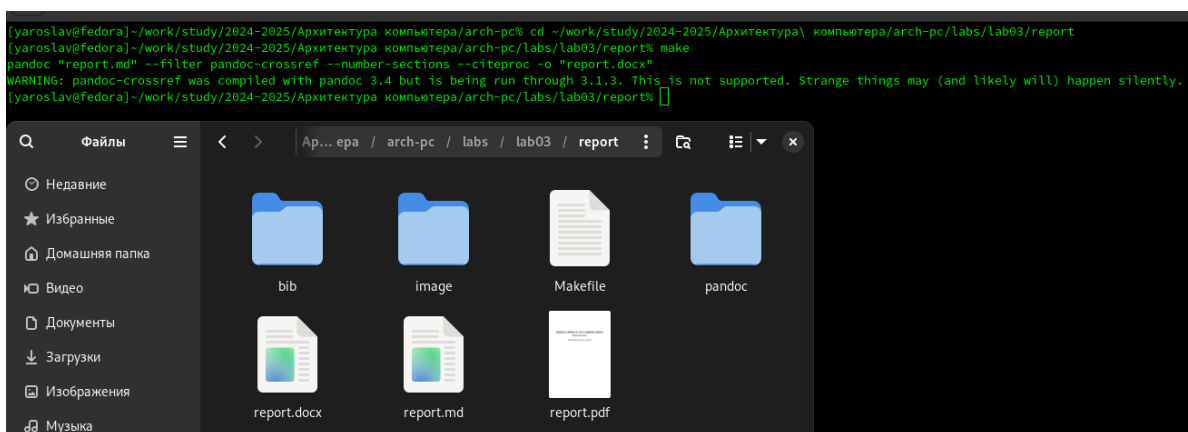 [yaroslav@fedora]~/work/study/2024-2025/Архитектура компьютера/arch-pc% cd ~/work/study/2024-2025/Архитектура\ компьютера/arch-pc/labs/lab03/report
[yaroslav@fedora]~/work/study/2024-2025/Архитектура компьютера/arch-pc/labs/lab03/report% make
pandoc "report.md" --filter pandoc-crossref --number-sections --citeproc -o "report.docx"
WARNING: pandoc-crossref was compiled with pandoc 3.4 but is being run through 3.1.3. This is not supported. Strange things may (and likely will) happen silently.
[yaroslav@fedora]~/work/study/2024-2025/Архитектура компьютера/arch-pc/labs/lab03/report%
Файлы
Ар... ера / arch-pc / labs / lab03 / report
Недавние
Избранные
Домашняя папка
Видео
Документы
Загрузки
Изображения
Музыка
bib
image
Makefile
pandoc
report.docx
report.md
report.pdf